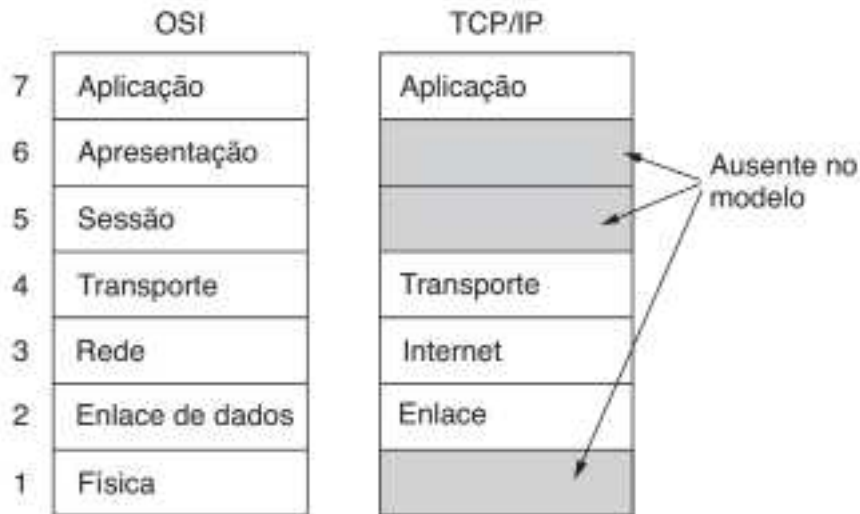 OSI TCP/IP
7 Aplicação Aplicação
6 Apresentação
Ausente no
modelo
5 Sessão
4 Transporte Transporte
3 Rede Internet
2 Enlace de dados Enlace
1 Física